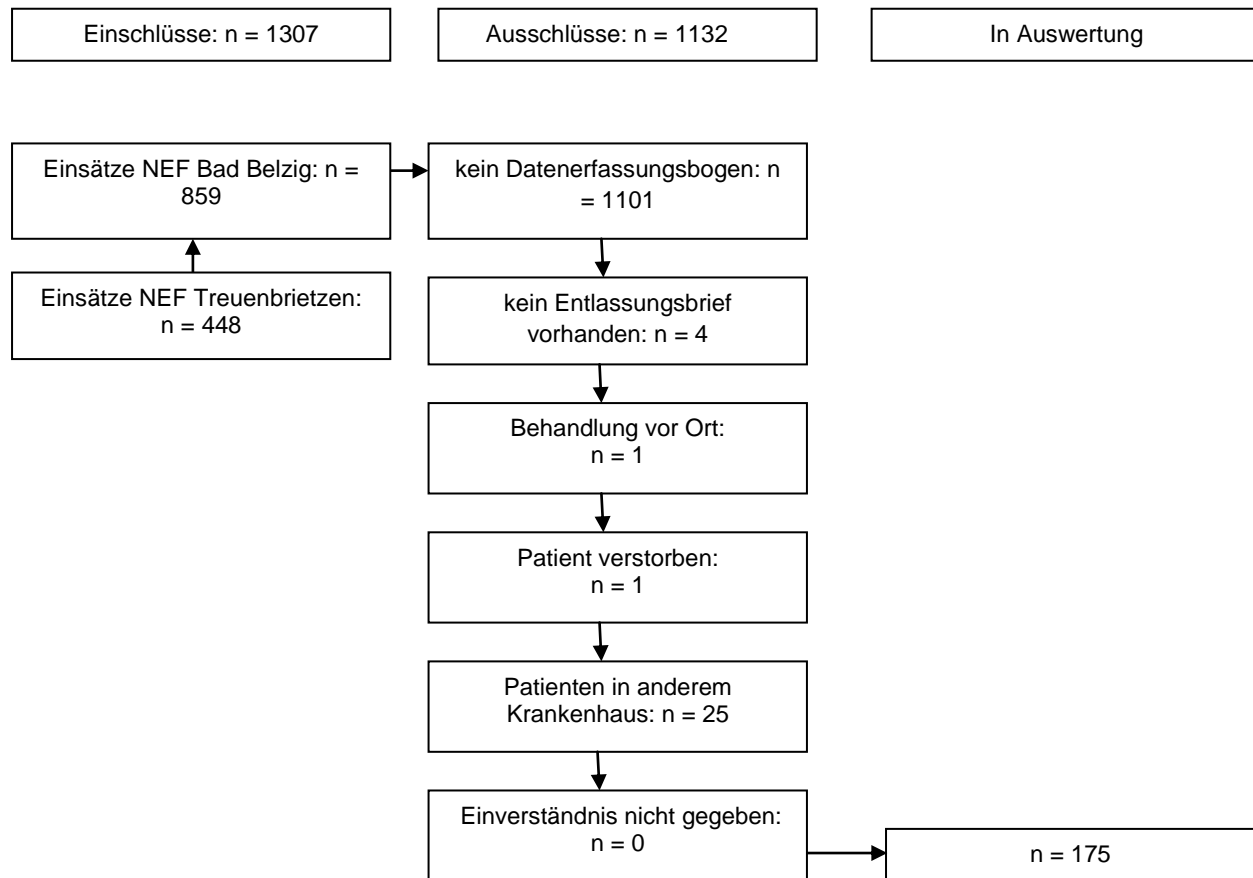 Einschlüsse: n = 1307
Ausschlüsse: n = 1132
In Auswertung
Einsätze NEF Bad Belzig: n =
859
kein Datenerfassungsbogen: n
= 1101
Einsätze NEF Treuenbrietzen:
n = 448
kein Entlassungsbrief
vorhanden: n = 4
Behandlung vor Ort:
n = 1
Patient verstorben:
n = 1
Patienten in anderem
Krankenhaus: n = 25
Einverständnis nicht gegeben:
n = 0
n = 175